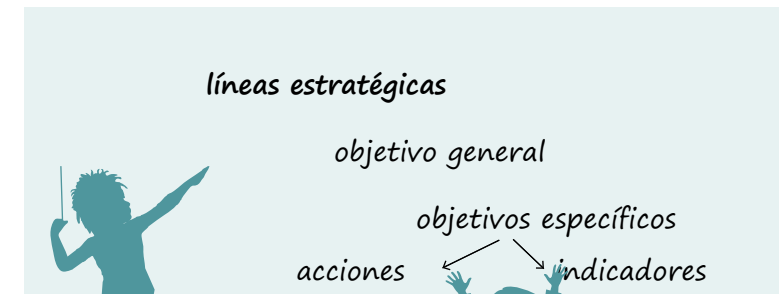 líneas estratégicas
objetivo general
objetivos específicos
acciones indicadores